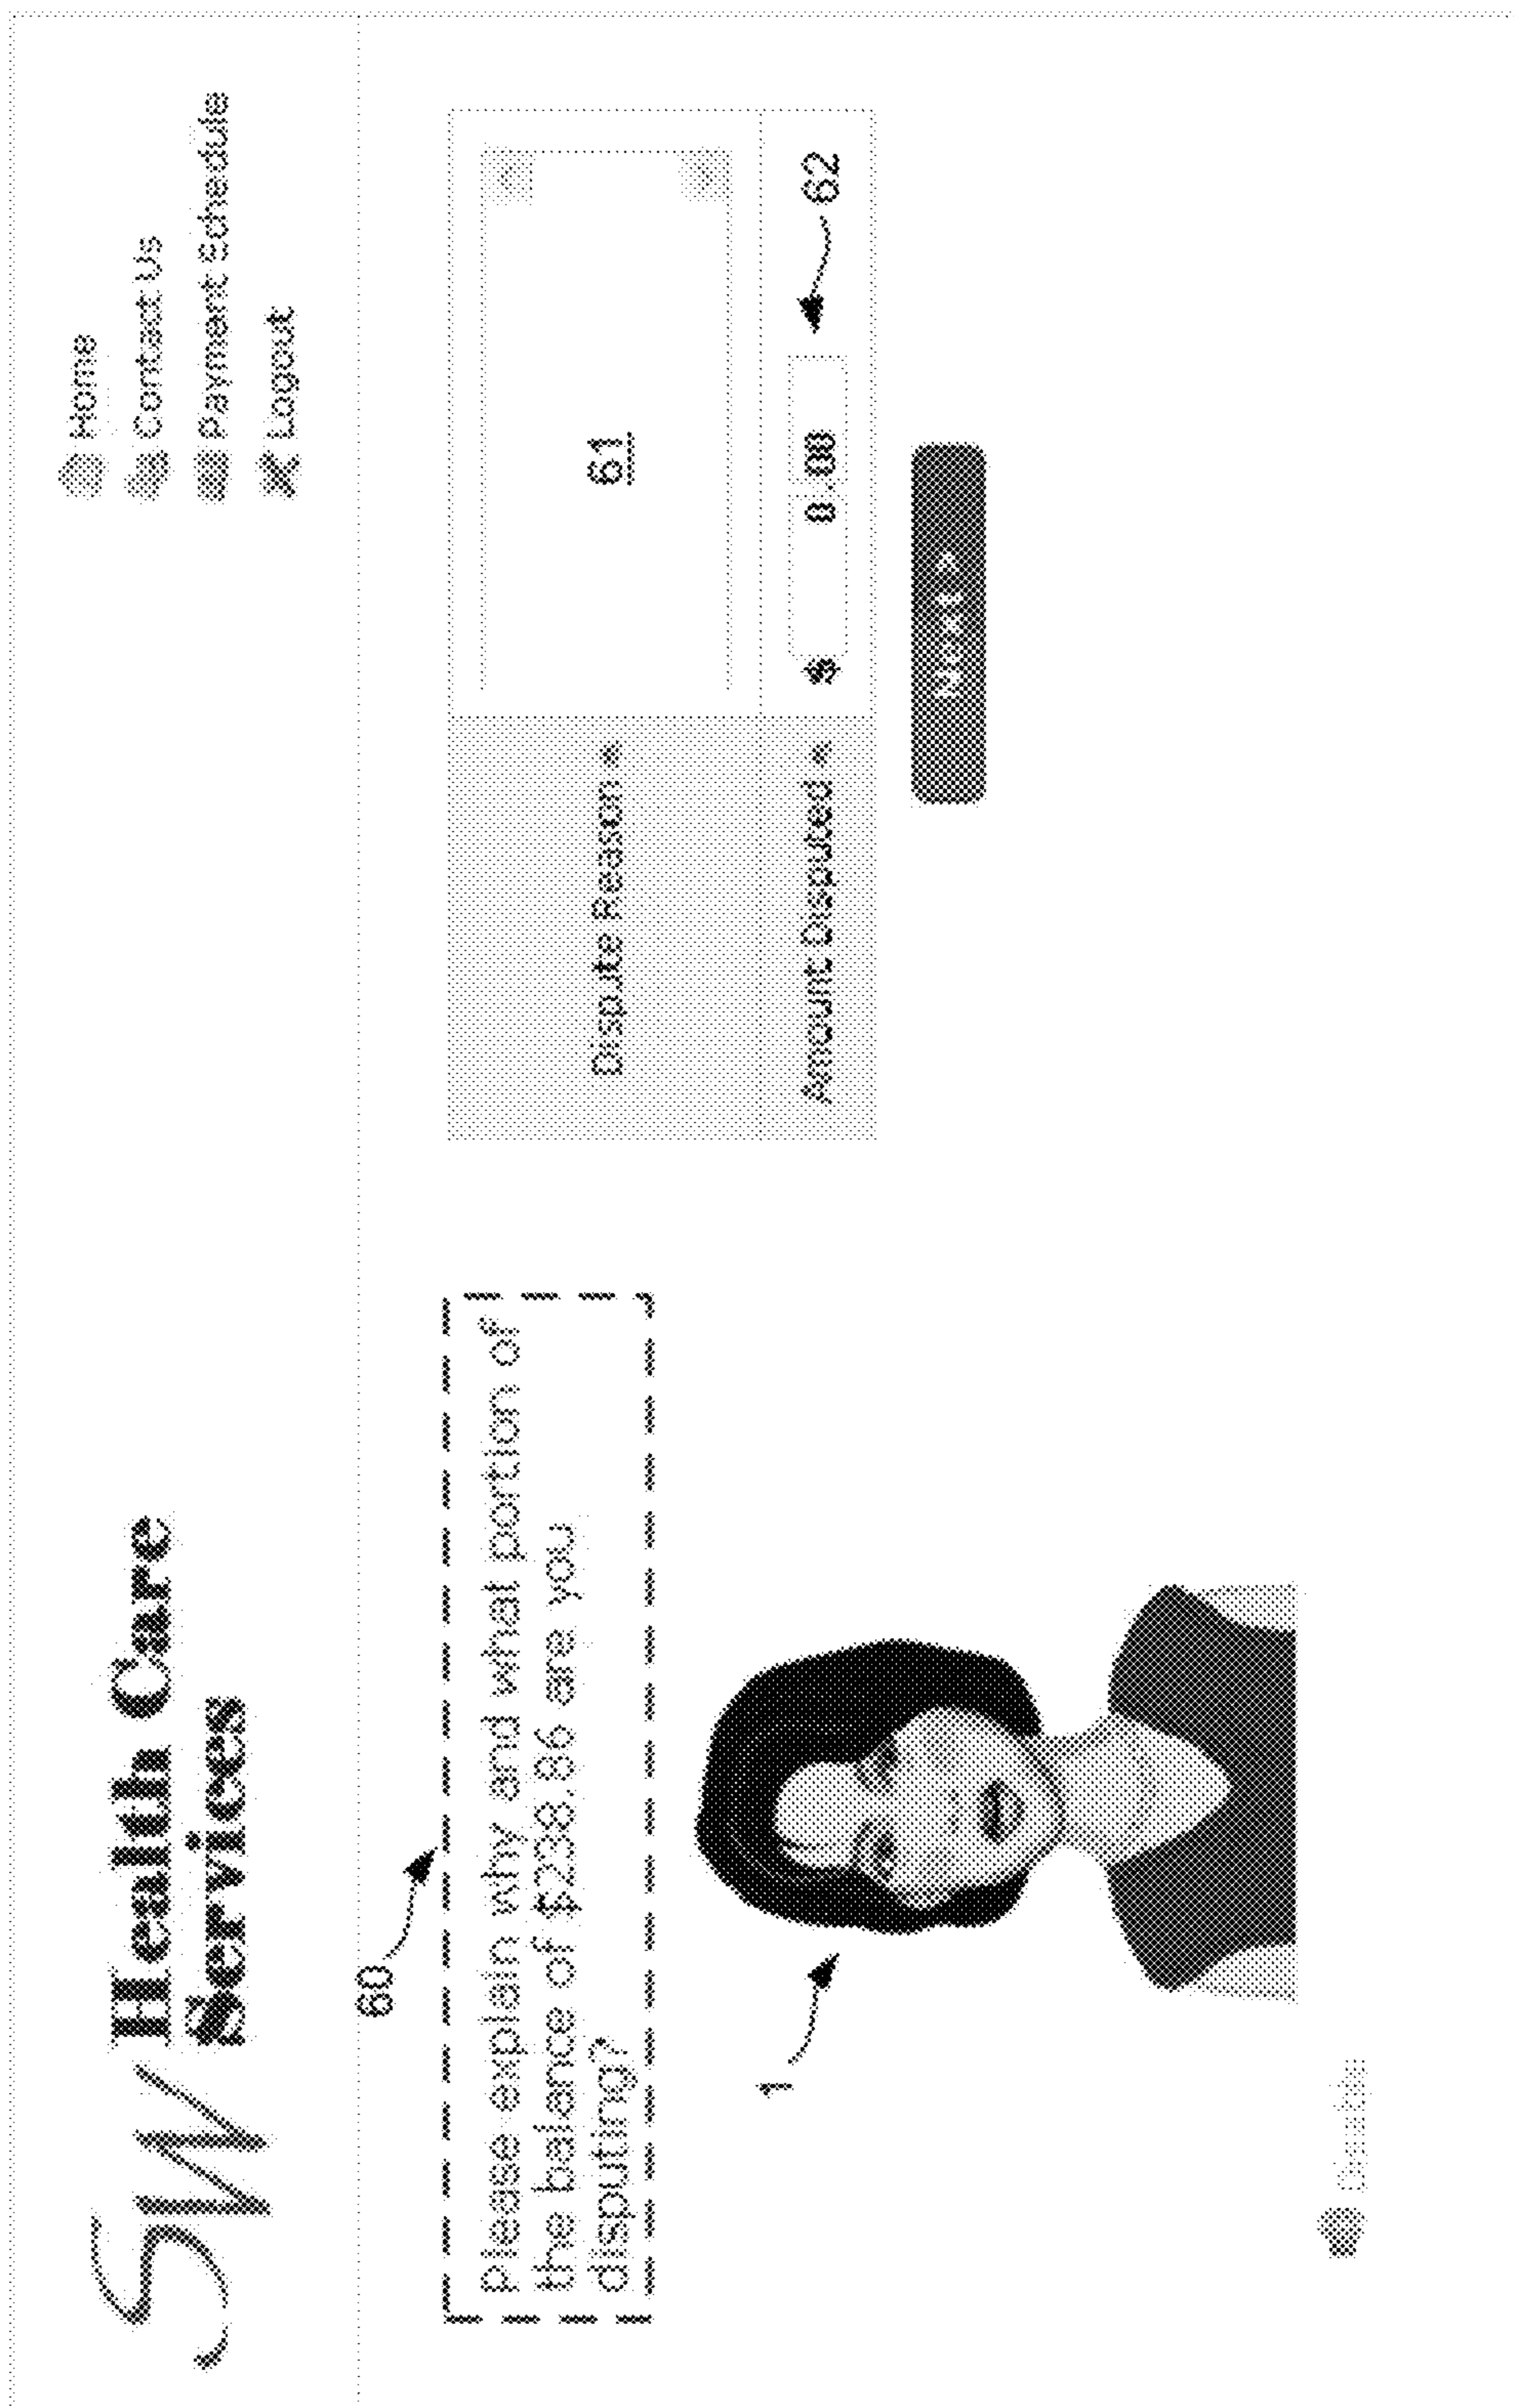 SW Health Care
Services
Home
Contact Us
Payment Schedule
Logout
60
Please explain why and what portion of
the balance of $238.86 are you
disputing?
1
Dispute Reason *
61
Amount Disputed *
$ 0 .00
62
Next >